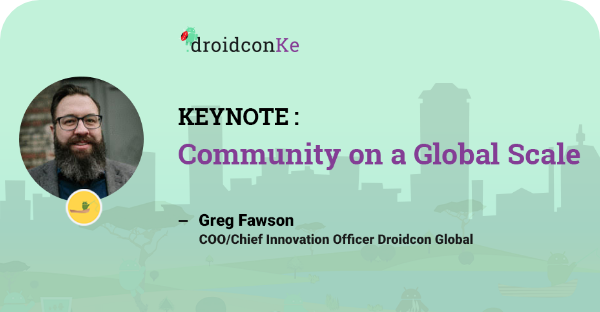 droidconKe
KEYNOTE :
Community on a Global Scale
– Greg Fawson
COO/Chief Innovation Officer Droidcon Global